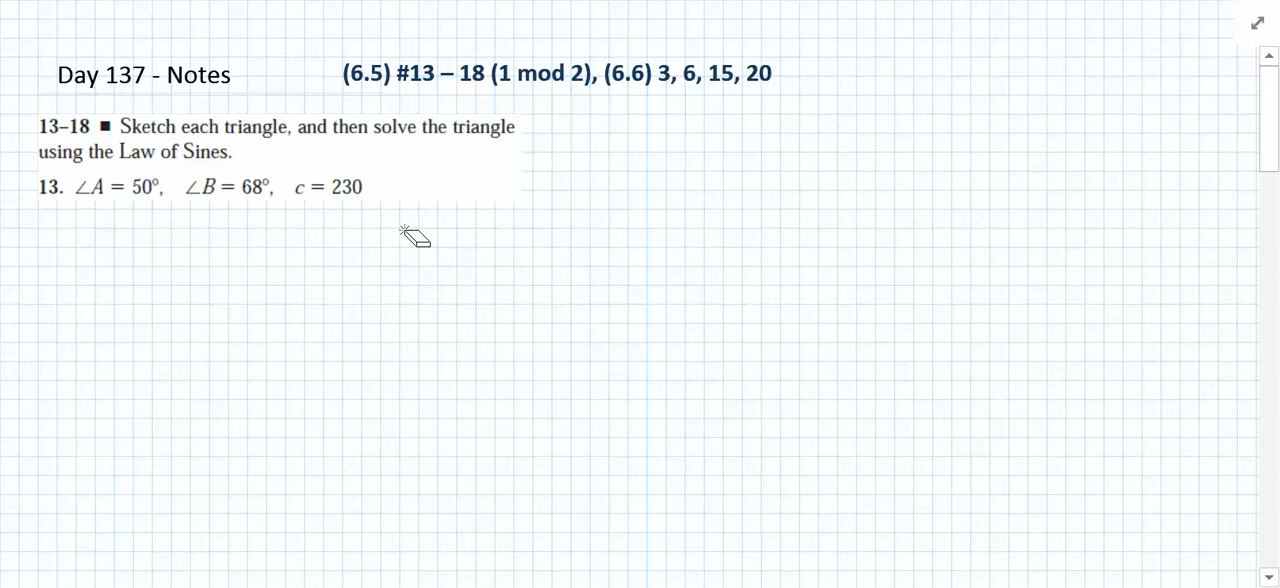 Day 137 - Notes
(6.5) #13 – 18 (1 mod 2), (6.6) 3, 6, 15, 20
13–18 ■ Sketch each triangle, and then solve the triangle
using the Law of Sines.
13. ∠A = 50°, ∠B = 68°, c = 230